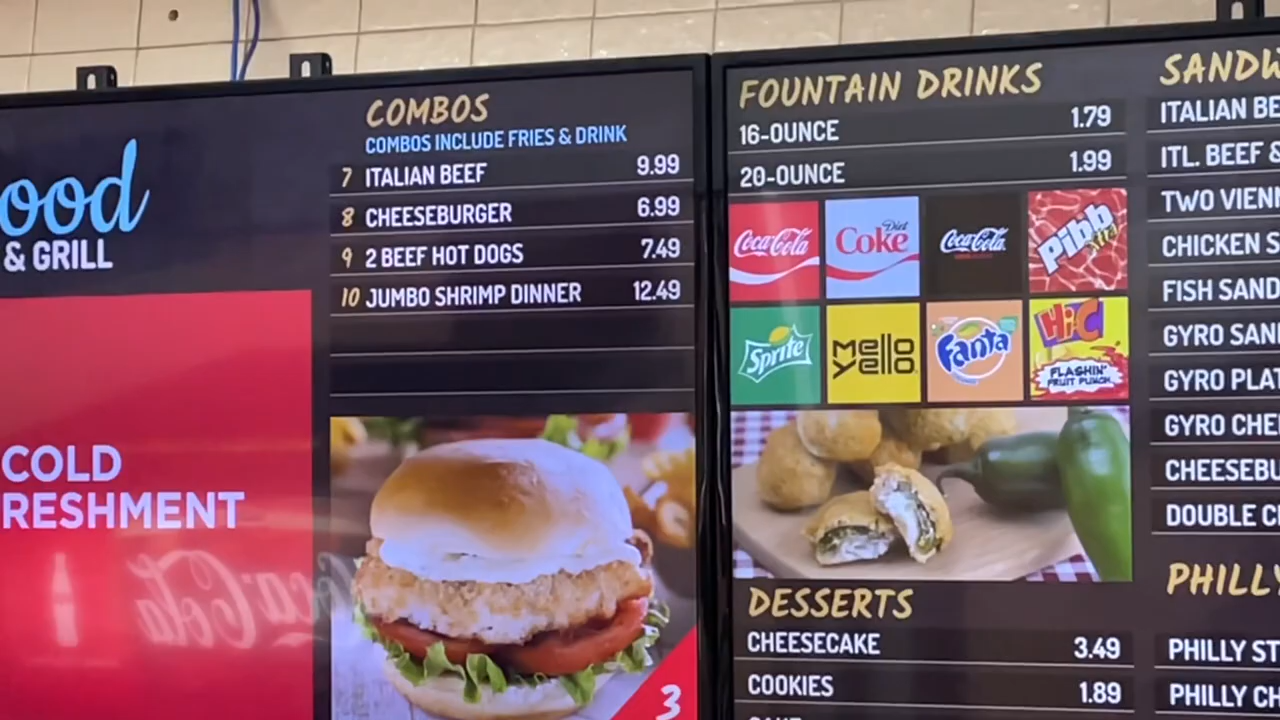 ood
& GRILL
COLD
RESHMENT
Coca-Cola
COMBOS
COMBOS INCLUDE FRIES & DRINK
7 ITALIAN BEEF 9.99
8 CHEESEBURGER 6.99
9 2 BEEF HOT DOGS 7.49
10 JUMBO SHRIMP DINNER 12.49
3
FOUNTAIN DRINKS
16-OUNCE 1.79
20-OUNCE 1.99
Coca-Cola
Diet
Coke
Coca-Cola
Pibb
Xtra
Sprite
Mello
Yello
Fanta
Hi-C
FLASHIN'
FRUIT PUNCH
DESSERTS
CHEESECAKE 3.49
COOKIES 1.89
SANDW
ITALIAN BE
ITL. BEEF &
TWO VIENN
CHICKEN S
FISH SAND
GYRO SAN
GYRO PLAT
GYRO CHE
CHEESEBU
DOUBLE C
PHILLY
PHILLY ST
PHILLY CH